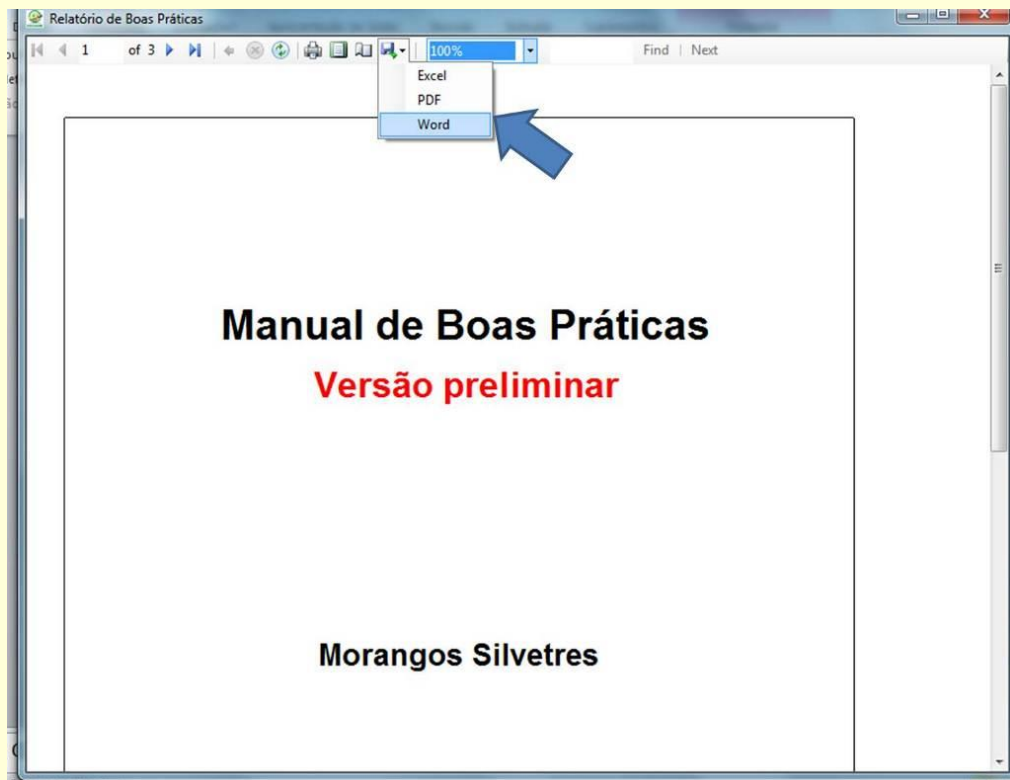 Relatório de Boas Práticas
1 of 3 100% Find | Next
Excel
PDF
Word
Manual de Boas Práticas
Versão preliminar
Morangos Silvetres